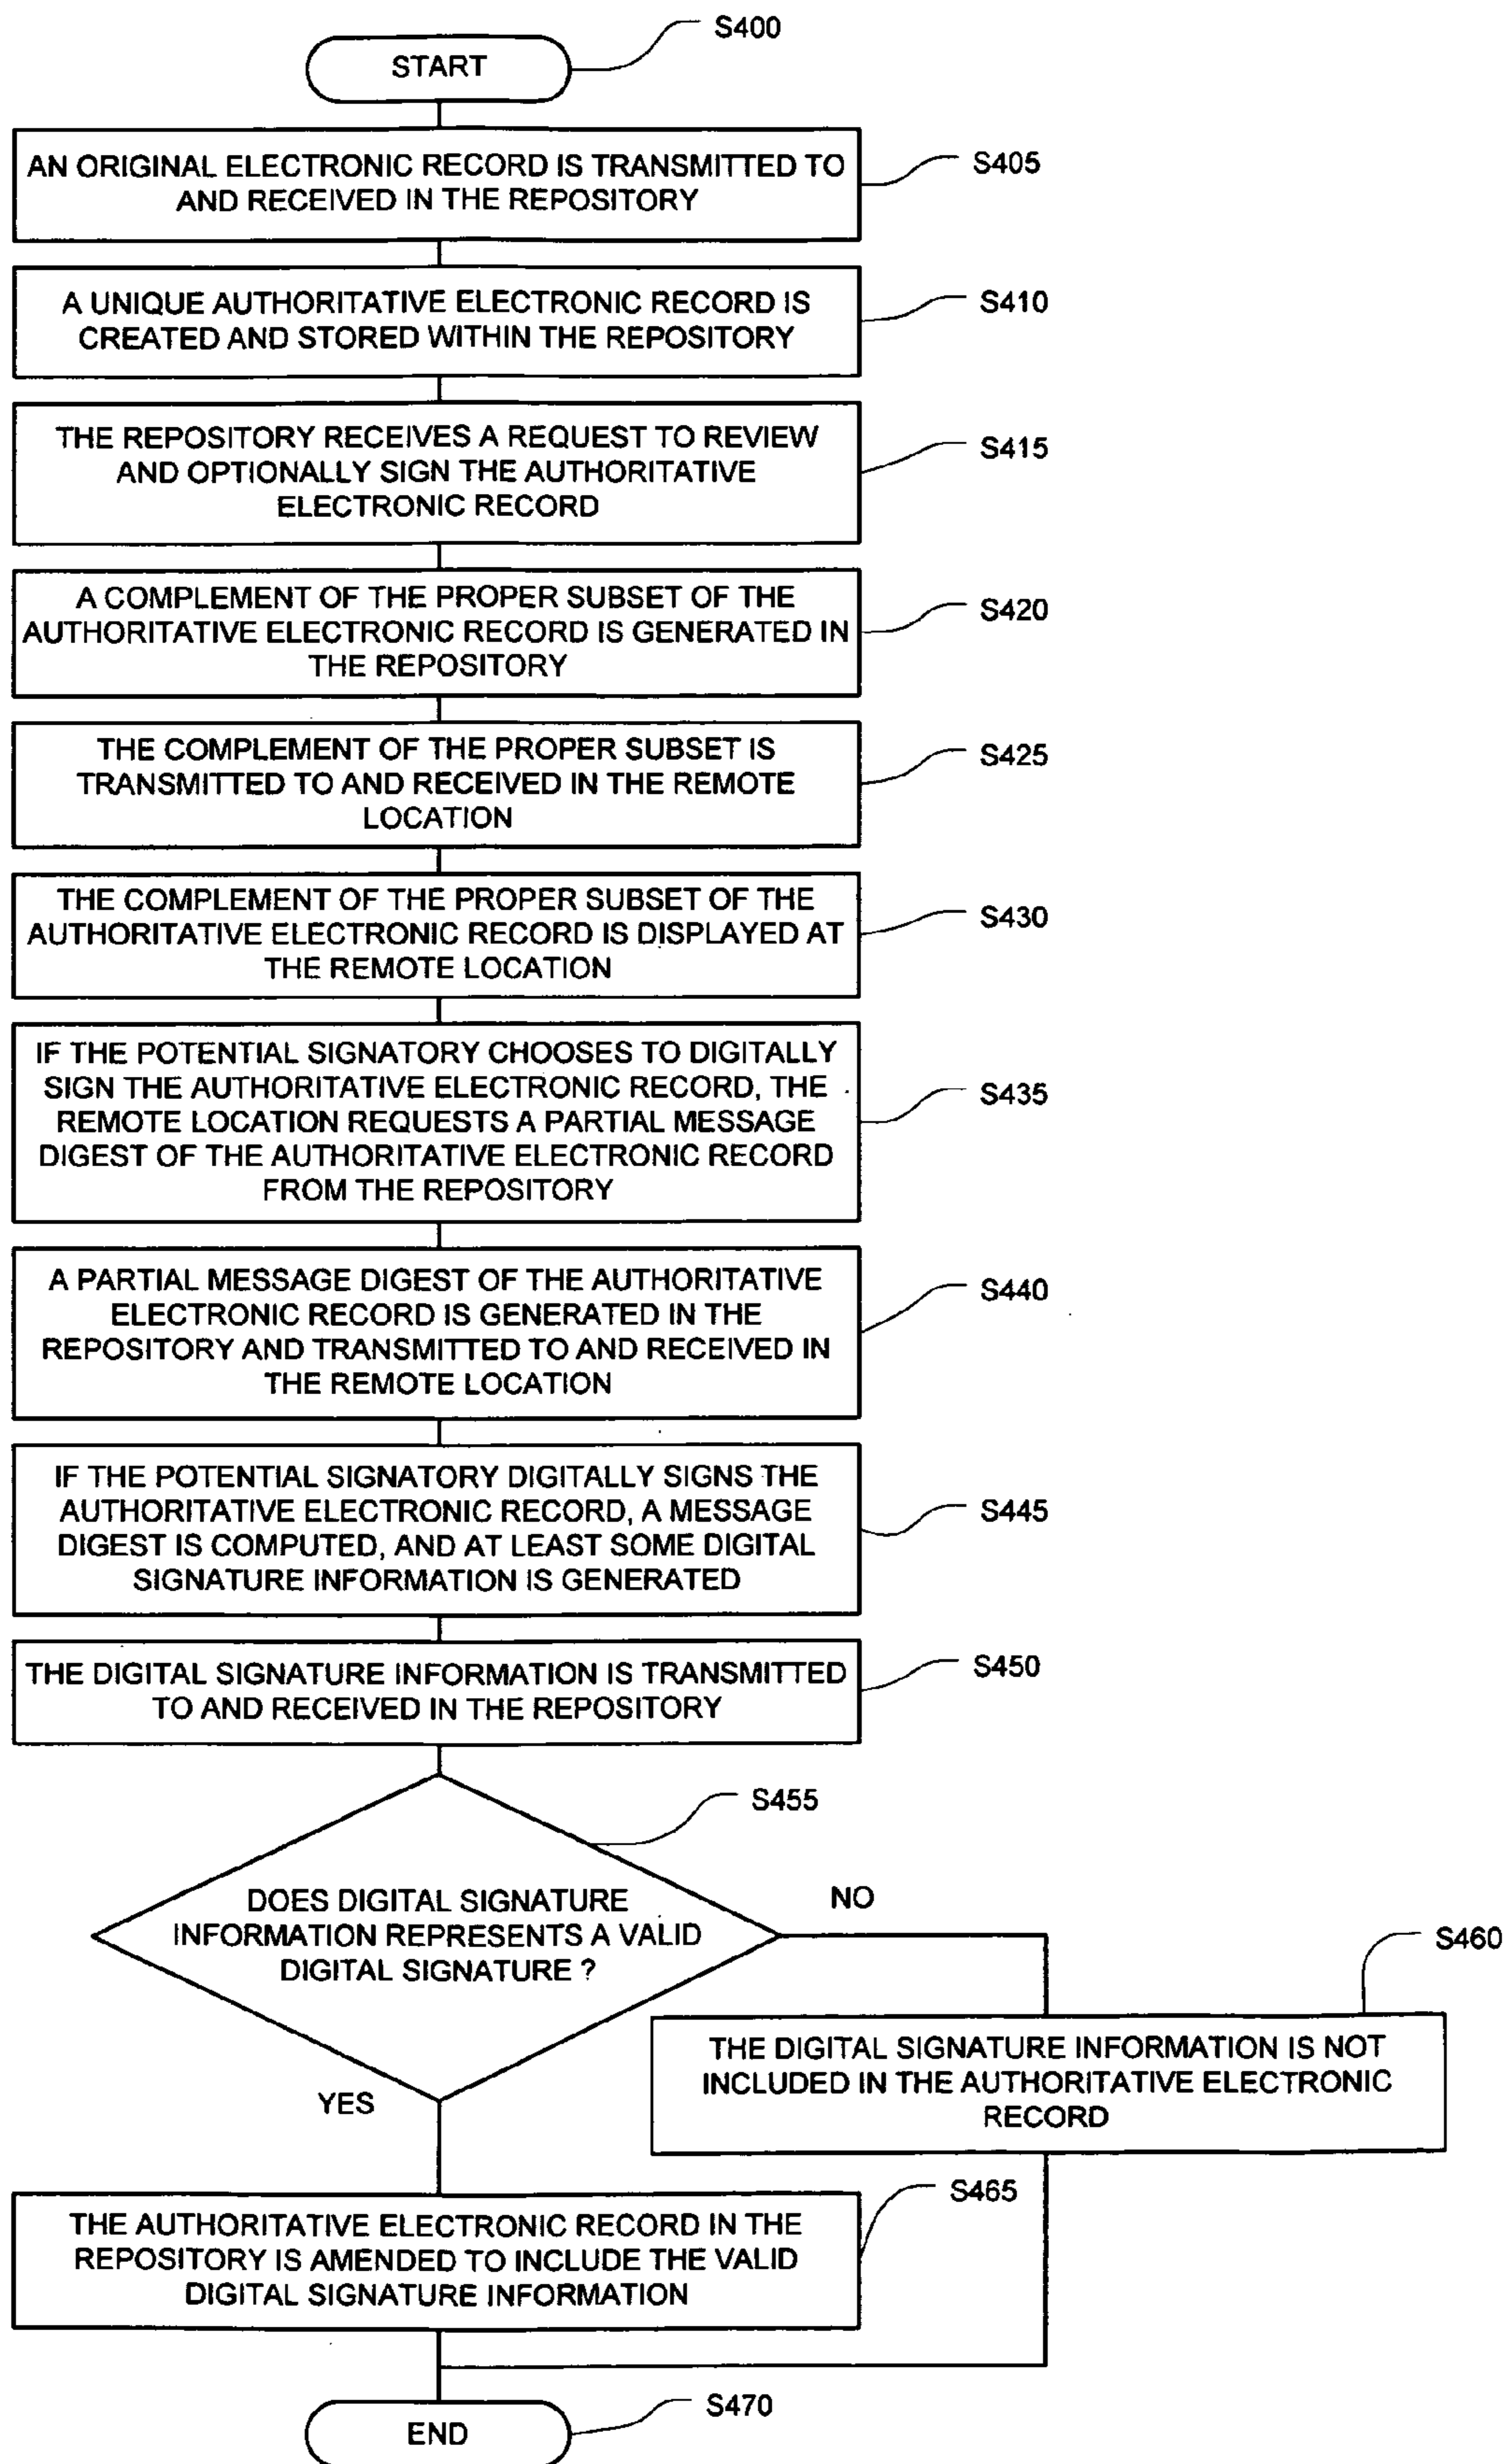 S400
START
AN ORIGINAL ELECTRONIC RECORD IS TRANSMITTED TO
AND RECEIVED IN THE REPOSITORY
S405
A UNIQUE AUTHORITATIVE ELECTRONIC RECORD IS
CREATED AND STORED WITHIN THE REPOSITORY
S410
THE REPOSITORY RECEIVES A REQUEST TO REVIEW
AND OPTIONALLY SIGN THE AUTHORITATIVE
ELECTRONIC RECORD
S415
A COMPLEMENT OF THE PROPER SUBSET OF THE
AUTHORITATIVE ELECTRONIC RECORD IS GENERATED IN
THE REPOSITORY
S420
THE COMPLEMENT OF THE PROPER SUBSET IS
TRANSMITTED TO AND RECEIVED IN THE REMOTE
LOCATION
S425
THE COMPLEMENT OF THE PROPER SUBSET OF THE
AUTHORITATIVE ELECTRONIC RECORD IS DISPLAYED AT
THE REMOTE LOCATION
S430
IF THE POTENTIAL SIGNATORY CHOOSES TO DIGITALLY
SIGN THE AUTHORITATIVE ELECTRONIC RECORD, THE
REMOTE LOCATION REQUESTS A PARTIAL MESSAGE
DIGEST OF THE AUTHORITATIVE ELECTRONIC RECORD
FROM THE REPOSITORY
S435
A PARTIAL MESSAGE DIGEST OF THE AUTHORITATIVE
ELECTRONIC RECORD IS GENERATED IN THE
REPOSITORY AND TRANSMITTED TO AND RECEIVED IN
THE REMOTE LOCATION
S440
IF THE POTENTIAL SIGNATORY DIGITALLY SIGNS THE
AUTHORITATIVE ELECTRONIC RECORD, A MESSAGE
DIGEST IS COMPUTED, AND AT LEAST SOME DIGITAL
SIGNATURE INFORMATION IS GENERATED
S445
THE DIGITAL SIGNATURE INFORMATION IS TRANSMITTED
TO AND RECEIVED IN THE REPOSITORY
S450
S455
DOES DIGITAL SIGNATURE
INFORMATION REPRESENTS A VALID
DIGITAL SIGNATURE ?
NO
S460
THE DIGITAL SIGNATURE INFORMATION IS NOT
INCLUDED IN THE AUTHORITATIVE ELECTRONIC
RECORD
YES
S465
THE AUTHORITATIVE ELECTRONIC RECORD IN THE
REPOSITORY IS AMENDED TO INCLUDE THE VALID
DIGITAL SIGNATURE INFORMATION
S470
END